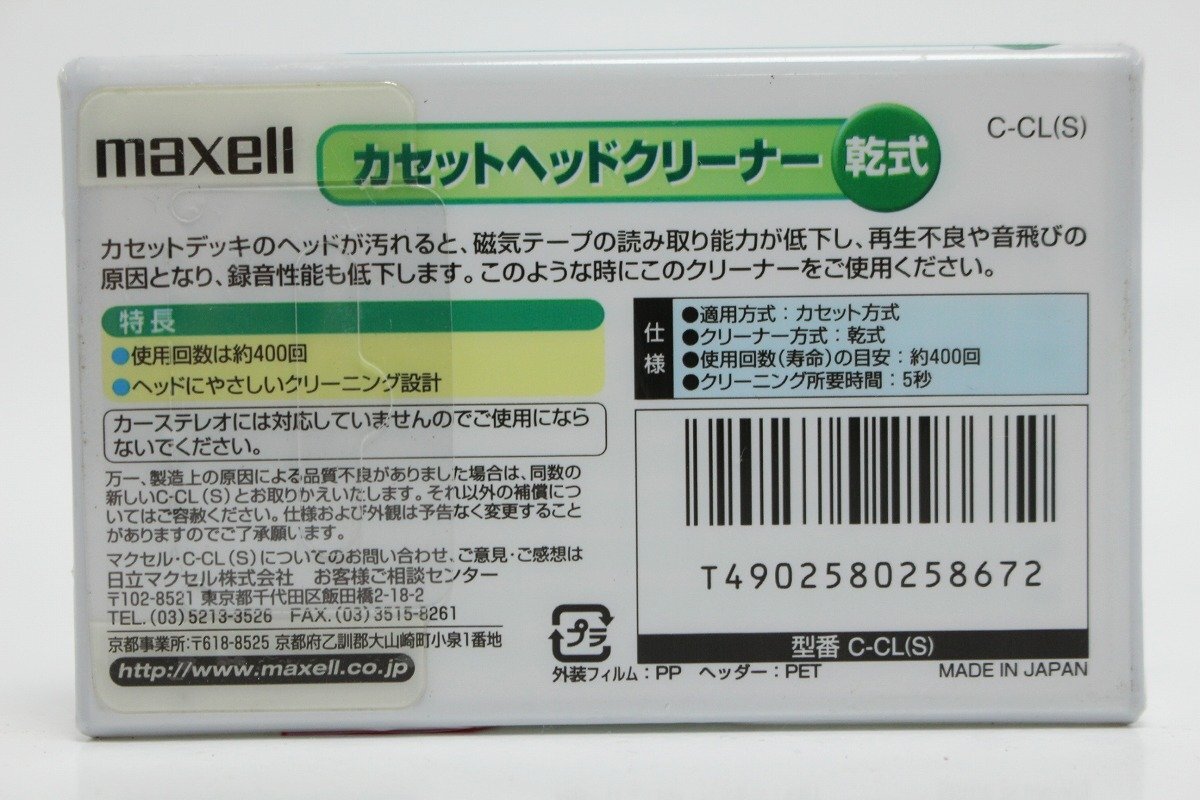 maxell
カセットヘッドクリーナー 乾式
C-CL(S)
カセットデッキのヘッドが汚れると、磁気テープの読み取り能力が低下し、再生不良や音飛びの
原因となり、録音性能も低下します。このような時にこのクリーナーをご使用ください。
特長
●使用回数は約400回
●ヘッドにやさしいクリーニング設計
仕様
●適用方式：カセット方式
●クリーナー方式：乾式
●使用回数(寿命)の目安：約400回
●クリーニング所要時間：5秒
カーステレオには対応していませんのでご使用になら
ないでください。
万一、製造上の原因による品質不良がありました場合は、同数の
新しいC-CL(S)とお取りかえいたします。それ以外の補償につ
いてはご容赦ください。仕様および外観は予告なく変更すること
がありますのでご了承願います。
マクセル・C-CL(S)についてのお問い合わせ、ご意見・ご感想は
日立マクセル株式会社 お客様ご相談センター
〒102-8521 東京都千代田区飯田橋2-18-2
TEL.(03)5213-3526 FAX.(03)3515-8261
京都事業所:〒618-8525 京都府乙訓郡大山崎町小泉1番地
http://www.maxell.co.jp
T4902580258672
型番 C-CL(S)
プラ
外装フィルム：PP ヘッダー：PET
MADE IN JAPAN